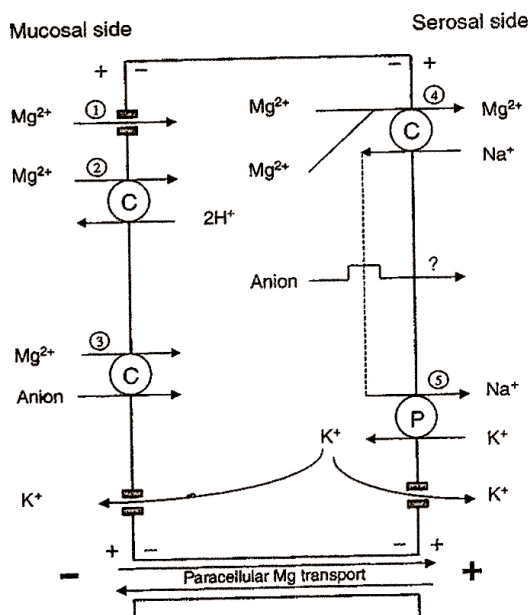 Mucosal side
Serosal side
+ − − +
Mg²⁺ ① Mg²⁺ ④ Mg²⁺
C
Mg²⁺ ② Mg²⁺ Na⁺
C
2H⁺
?
Anion
③
Mg²⁺
C
Anion
⑤ Na⁺
P
K⁺ K⁺
K⁺ K⁺
+ − − +
− Paracellular Mg transport +